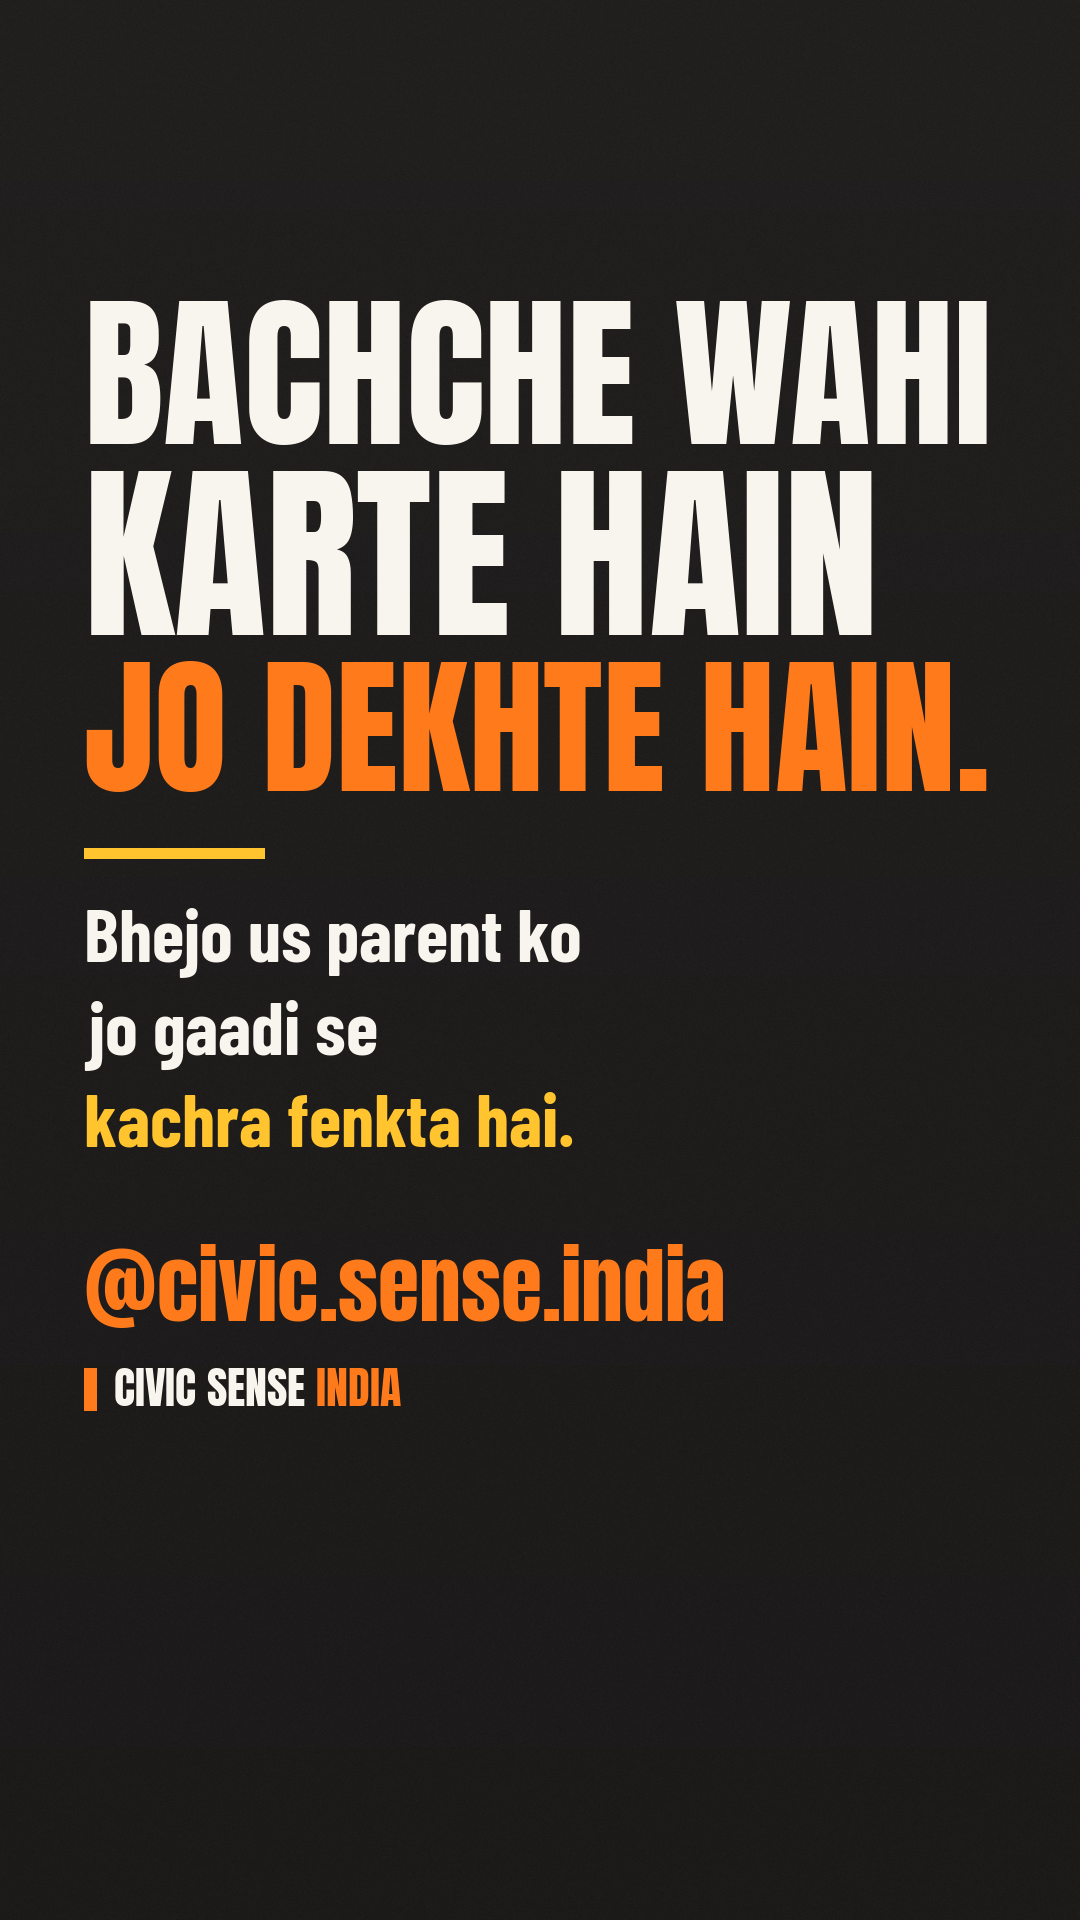 BACHCHE WAHI
KARTE HAIN
JO DEKHTE HAIN.
Bhejo us parent ko
jo gaadi se
kachra fenkta hai.
@civic.sense.india
CIVIC SENSE INDIA